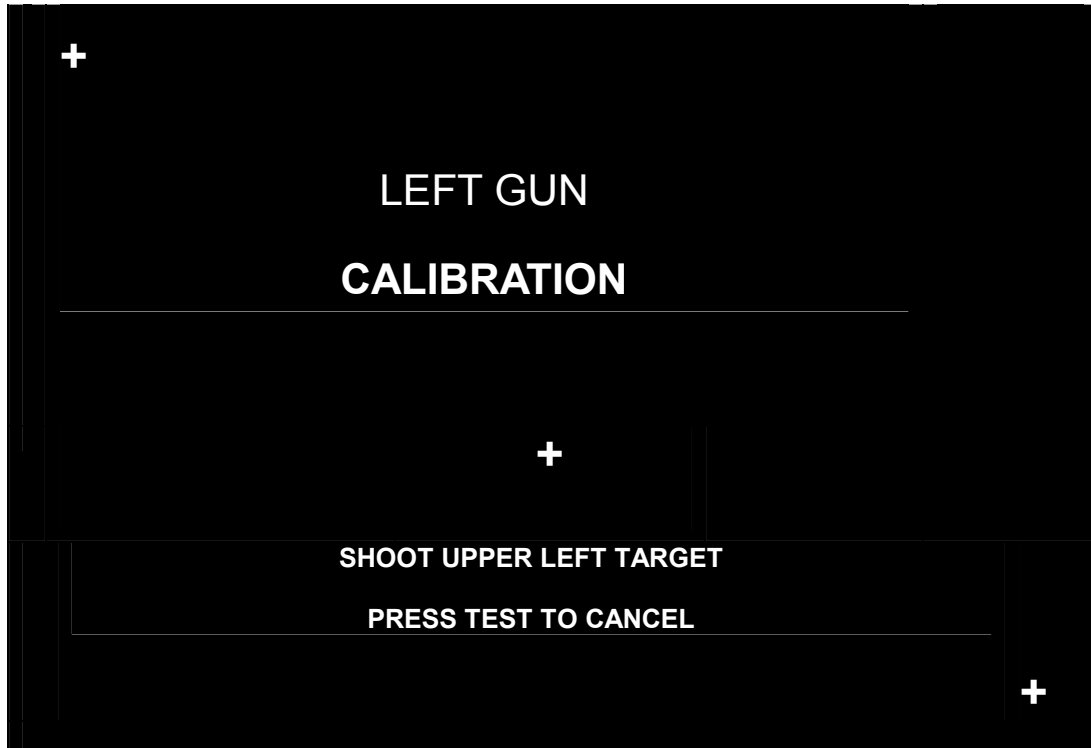 +
LEFT GUN
CALIBRATION
+
SHOOT UPPER LEFT TARGET
PRESS TEST TO CANCEL
+